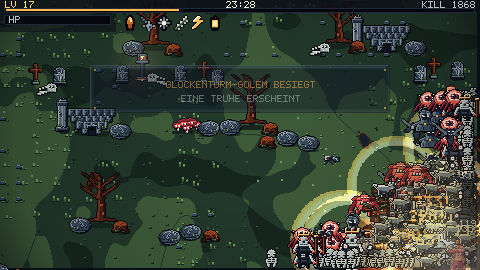 LV 17
23:28
KILL 1868
HP
GLOCKENTURM-GOLEM BESIEGT
EINE TRUHE ERSCHEINT